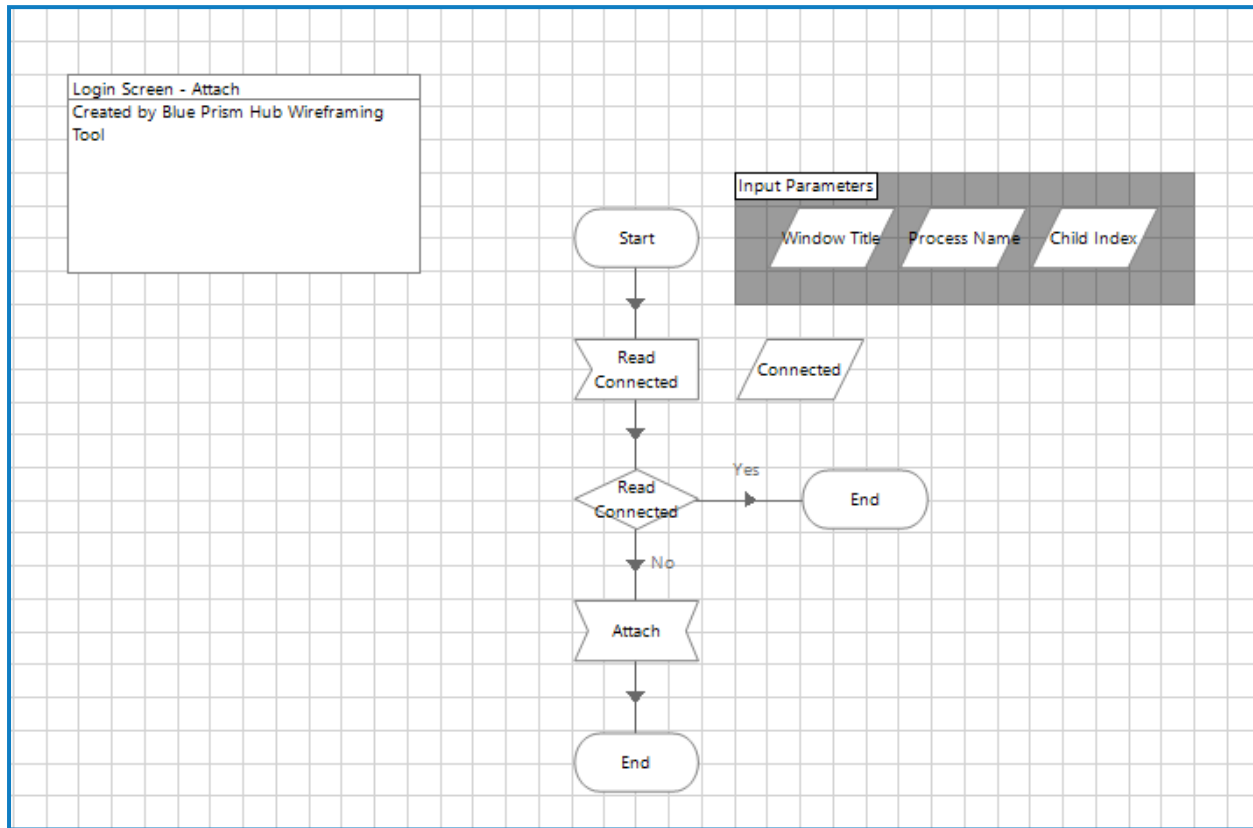 Login Screen - Attach
Created by Blue Prism Hub Wireframing
Tool
Input Parameters
Start
Window Title
Process Name
Child Index
Read
Connected
Connected
Read
Connected
Yes
End
No
Attach
End